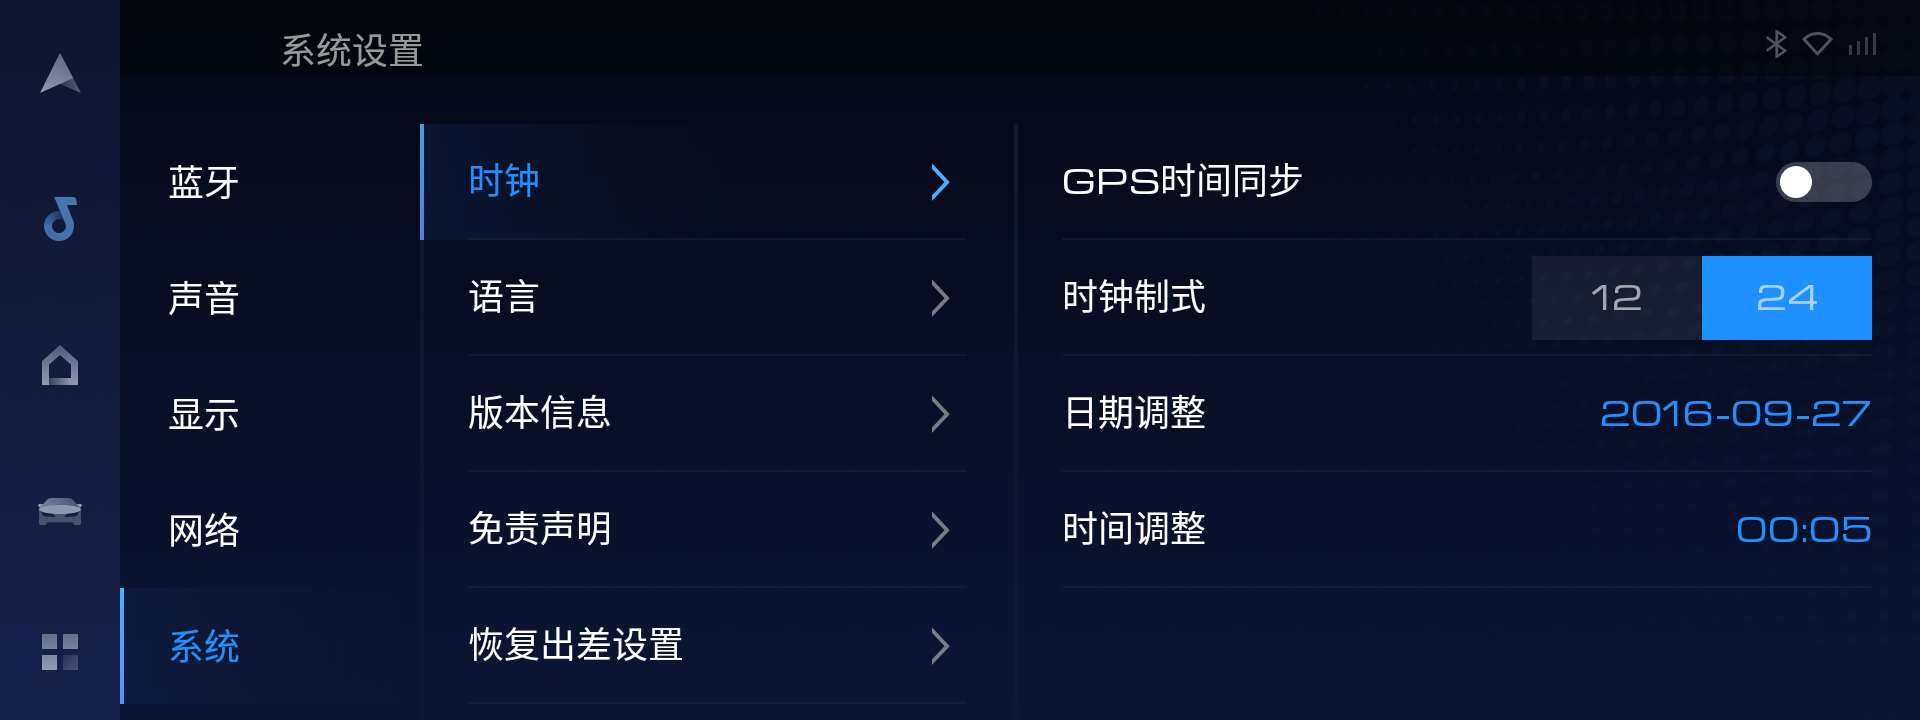 系统设置
蓝牙
声音
显示
网络
系统
时钟
语言
版本信息
免责声明
恢复出差设置
GPS时间同步
时钟制式
12
24
日期调整
2016-09-27
时间调整
00:05